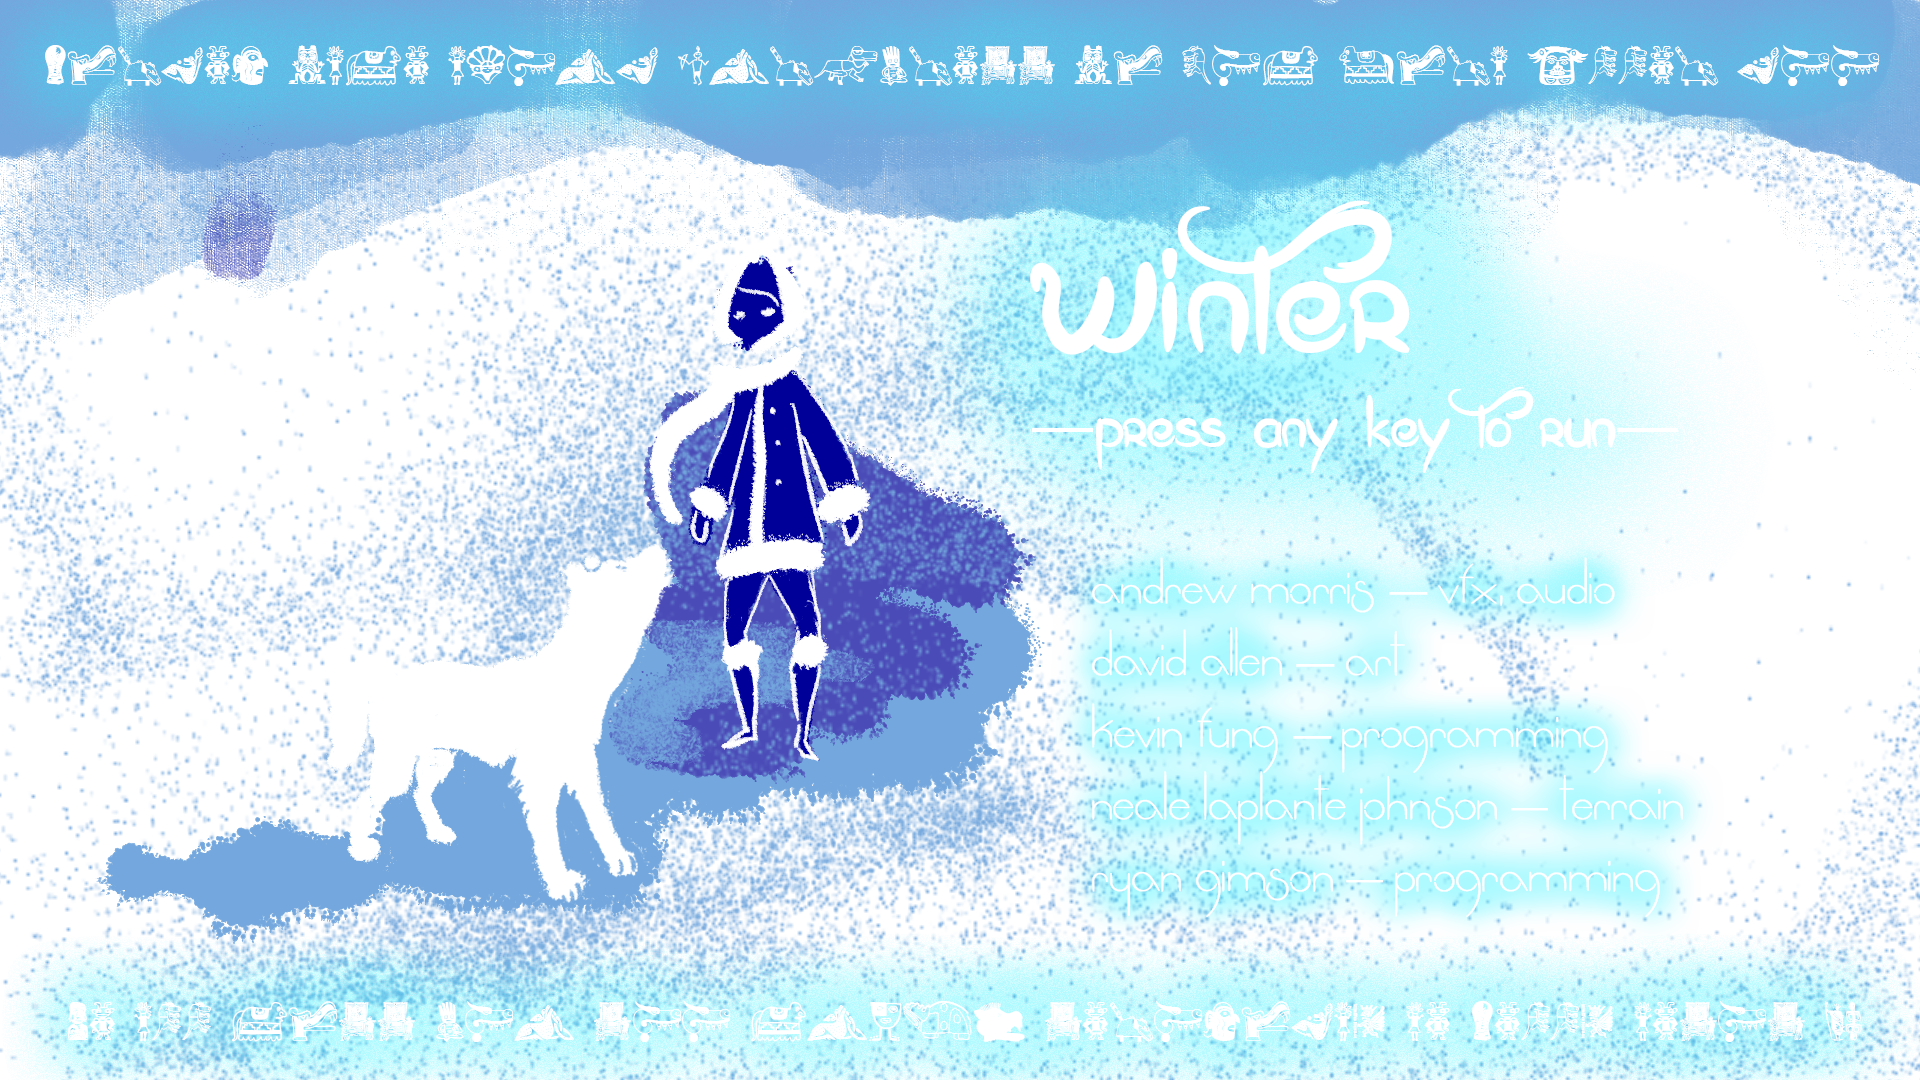 winter
—press any key to run—
andrew morris — vfx, audio
david allen — art
kevin fung — programming
neale laplante johnson — terrain
ryan gimson — programming